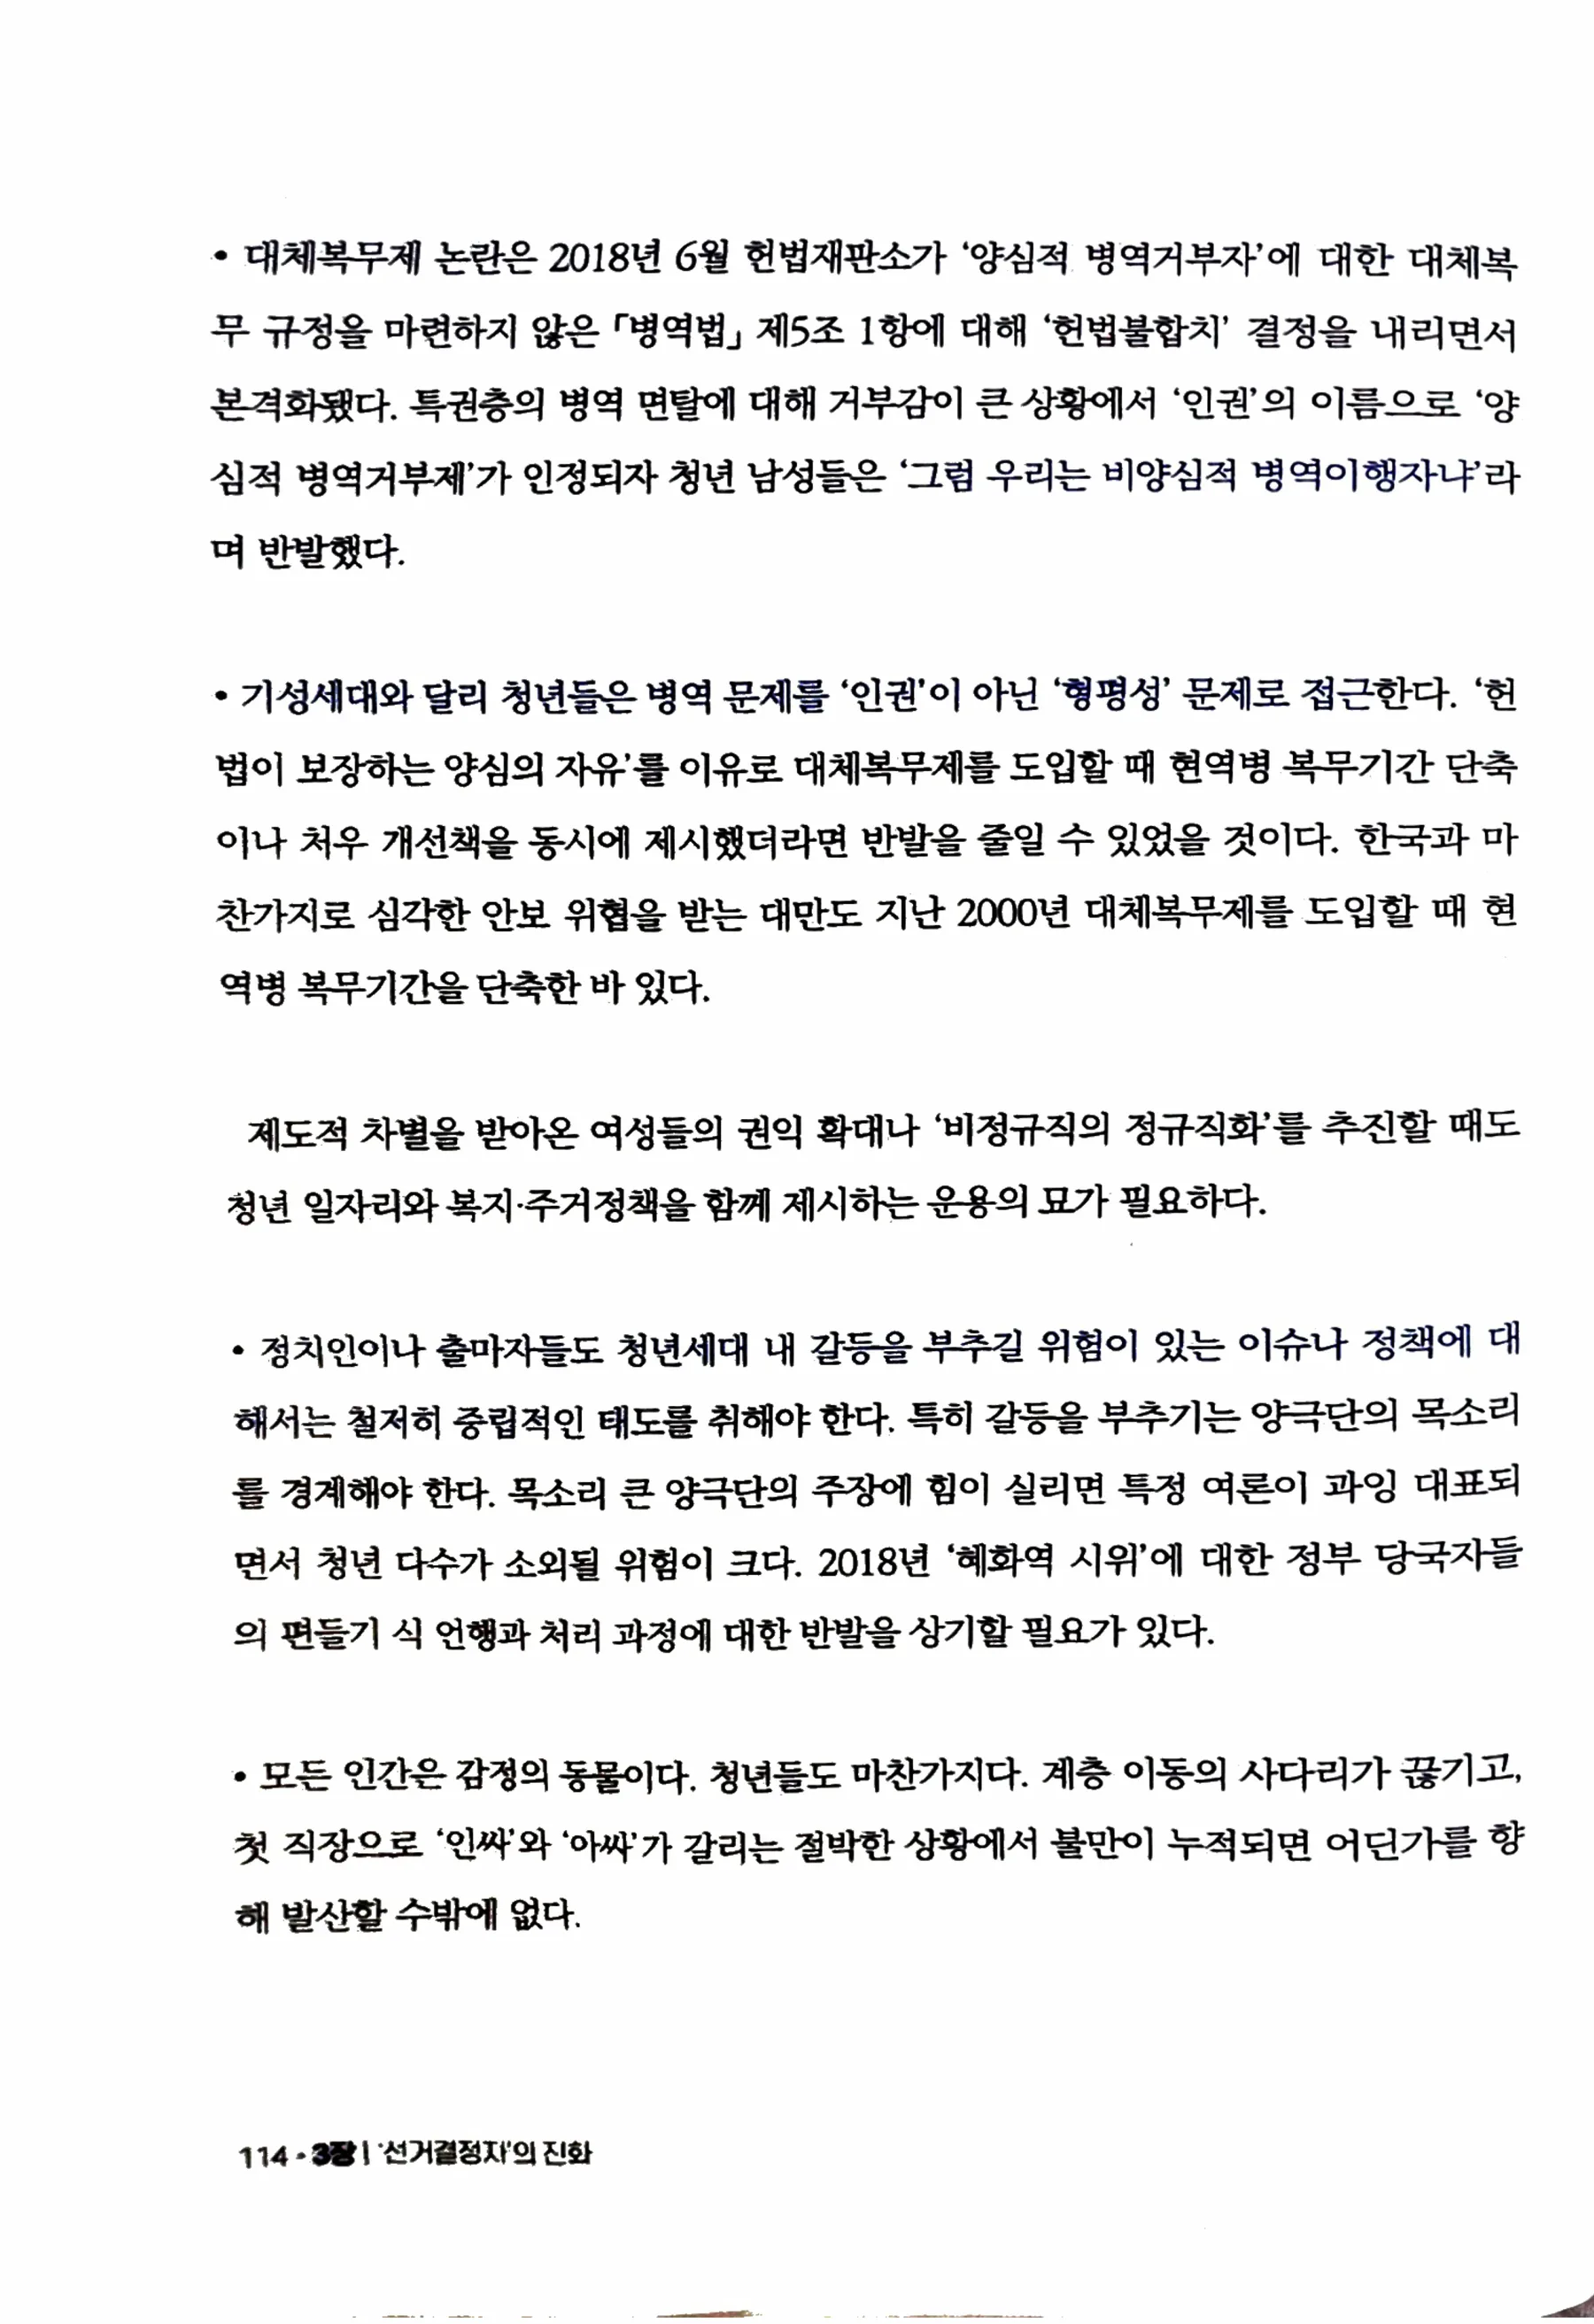 • 대체복무제 논란은 2018년 6월 헌법재판소가 ‘양심적 병역거부자’에 대한 대체복
무 규정을 마련하지 않은 「병역법」 제5조 1항에 대해 ‘헌법불합치’ 결정을 내리면서
본격화됐다. 특권층의 병역 면탈에 대해 거부감이 큰 상황에서 ‘인권’의 이름으로 ‘양
심적 병역거부제’가 인정되자 청년 남성들은 ‘그럼 우리는 비양심적 병역이행자냐’라
며 반발했다.
• 기성세대와 달리 청년들은 병역 문제를 ‘인권’이 아닌 ‘형평성’ 문제로 접근한다. ‘헌
법이 보장하는 양심의 자유’를 이유로 대체복무제를 도입할 때 현역병 복무기간 단축
이나 처우 개선책을 동시에 제시했더라면 반발을 줄일 수 있었을 것이다. 한국과 마
찬가지로 심각한 안보 위협을 받는 대만도 지난 2000년 대체복무제를 도입할 때 현
역병 복무기간을 단축한 바 있다.
제도적 차별을 받아온 여성들의 권익 확대나 ‘비정규직의 정규직화’를 추진할 때도
청년 일자리와 복지·주거정책을 함께 제시하는 운용의 묘가 필요하다.
• 정치인이나 출마자들도 청년세대 내 갈등을 부추길 위험이 있는 이슈나 정책에 대
해서는 철저히 중립적인 태도를 취해야 한다. 특히 갈등을 부추기는 양극단의 목소리
를 경계해야 한다. 목소리 큰 양극단의 주장에 힘이 실리면 특정 여론이 과잉 대표되
면서 청년 다수가 소외될 위험이 크다. 2018년 ‘혜화역 시위’에 대한 정부 당국자들
의 편들기 식 언행과 처리 과정에 대한 반발을 상기할 필요가 있다.
• 모든 인간은 감정의 동물이다. 청년들도 마찬가지다. 계층 이동의 사다리가 끊기고,
첫 직장으로 ‘인싸’와 ‘아싸’가 갈리는 절박한 상황에서 불만이 누적되면 어딘가를 향
해 발산할 수밖에 없다.
114 • 3장 | ‘선거결정자’의 진화